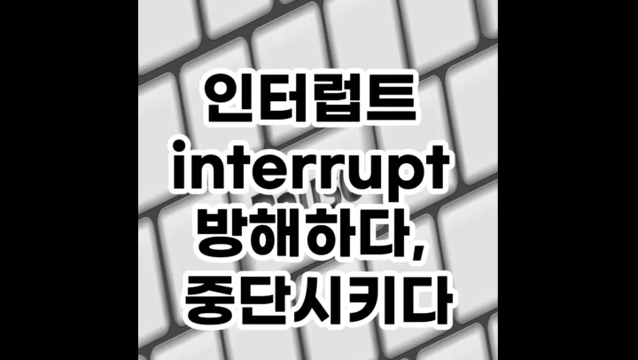 인터럽트
interrupt
방해하다,
중단시키다